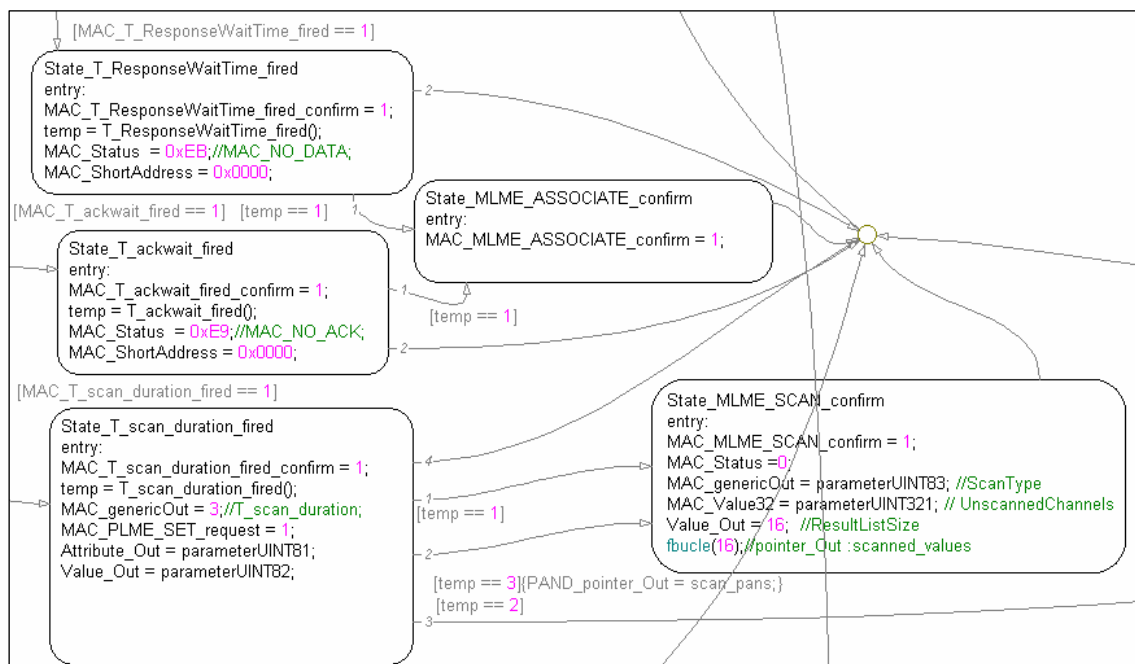 [MAC_T_ResponseWaitTime_fired == 1]
State_T_ResponseWaitTime_fired
entry:
MAC_T_ResponseWaitTime_fired_confirm = 1;
temp = T_ResponseWaitTime_fired();
MAC_Status  = 0xEB;//MAC_NO_DATA;
MAC_ShortAddress = 0x0000;
2
1
[MAC_T_ackwait_fired == 1]
[temp == 1]
State_MLME_ASSOCIATE_confirm
entry:
MAC_MLME_ASSOCIATE_confirm = 1;
State_T_ackwait_fired
entry:
MAC_T_ackwait_fired_confirm = 1;
temp = T_ackwait_fired();
MAC_Status  = 0xE9;//MAC_NO_ACK;
MAC_ShortAddress = 0x0000;
1
2
[temp == 1]
[MAC_T_scan_duration_fired == 1]
State_T_scan_duration_fired
entry:
MAC_T_scan_duration_fired_confirm = 1;
temp = T_scan_duration_fired();
MAC_genericOut = 3;//T_scan_duration;
MAC_PLME_SET_request = 1;
Attribute_Out = parameterUINT81;
Value_Out = parameterUINT82;
4
1
[temp == 1]
2
[temp == 3]{PAND_pointer_Out = scan_pans;}
[temp == 2]
3
State_MLME_SCAN_confirm
entry:
MAC_MLME_SCAN_confirm = 1;
MAC_Status =0;
MAC_genericOut = parameterUINT83; //ScanType
MAC_Value32 = parameterUINT321; // UnscannedChannels
Value_Out = 16;  //ResultListSize
fbucle(16);//pointer_Out :scanned_values